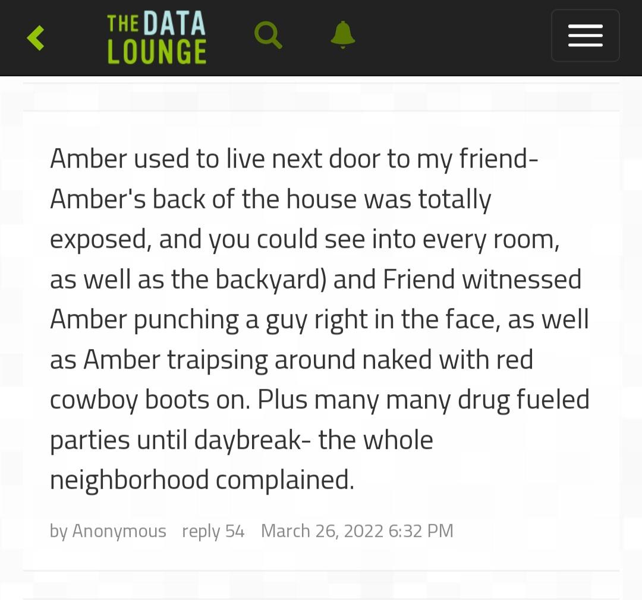 THE DATA
LOUNGE
Amber used to live next door to my friend-
Amber's back of the house was totally
exposed, and you could see into every room,
as well as the backyard) and Friend witnessed
Amber punching a guy right in the face, as well
as Amber traipsing around naked with red
cowboy boots on. Plus many many drug fueled
parties until daybreak- the whole
neighborhood complained.
by Anonymous reply 54 March 26, 2022 6:32 PM